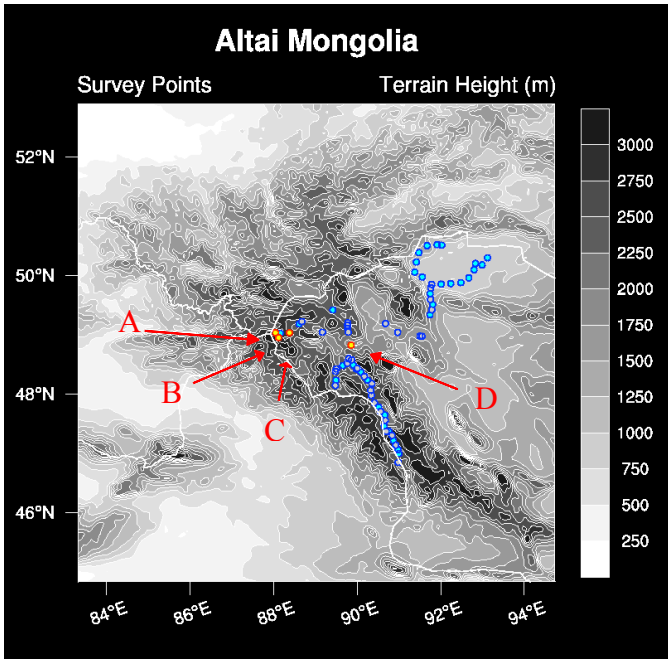 Altai Mongolia
Survey Points Terrain Height (m)
52°N
50°N
48°N
46°N
84°E 86°E 88°E 90°E 92°E 94°E
3000
2750
2500
2250
2000
1750
1500
1250
1000
750
500
250
A
B
C
D